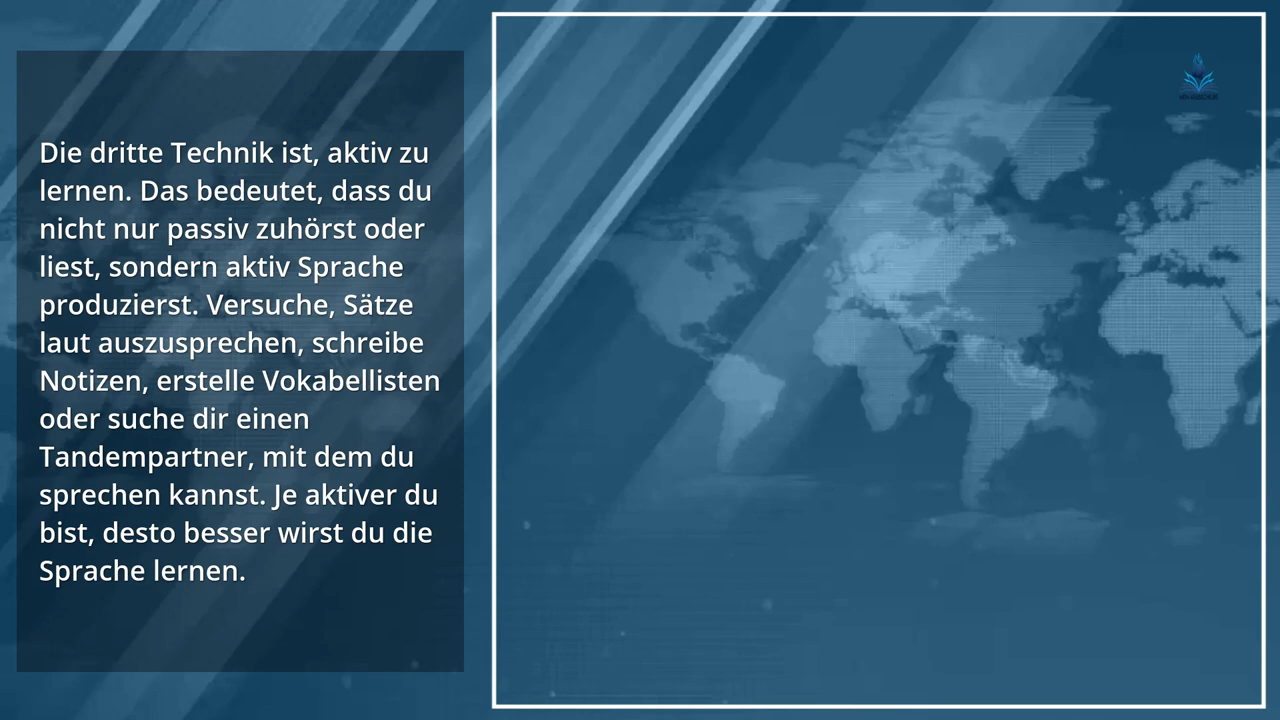 Die dritte Technik ist, aktiv zu
lernen. Das bedeutet, dass du
nicht nur passiv zuhörst oder
liest, sondern aktiv Sprache
produzierst. Versuche, Sätze
laut auszusprechen, schreibe
Notizen, erstelle Vokabellisten
oder suche dir einen
Tandempartner, mit dem du
sprechen kannst. Je aktiver du
bist, desto besser wirst du die
Sprache lernen.